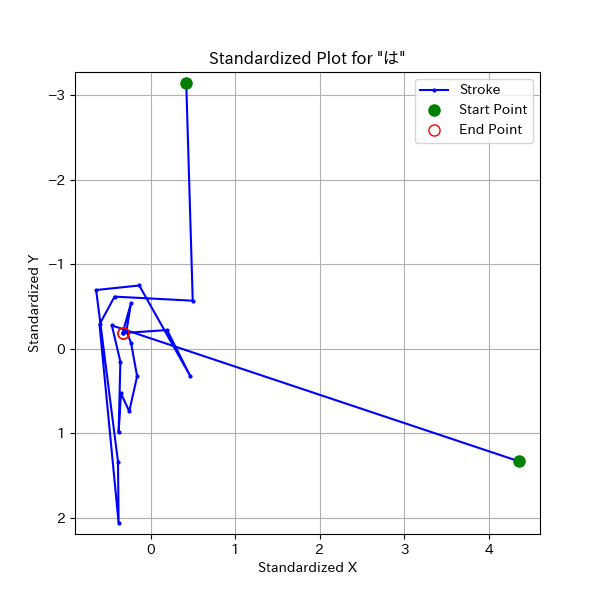 Standardized Plot for "は"
Stroke
Start Point
End Point
−3
−2
−1
0
1
2
Standardized Y
0
1
2
3
4
Standardized X